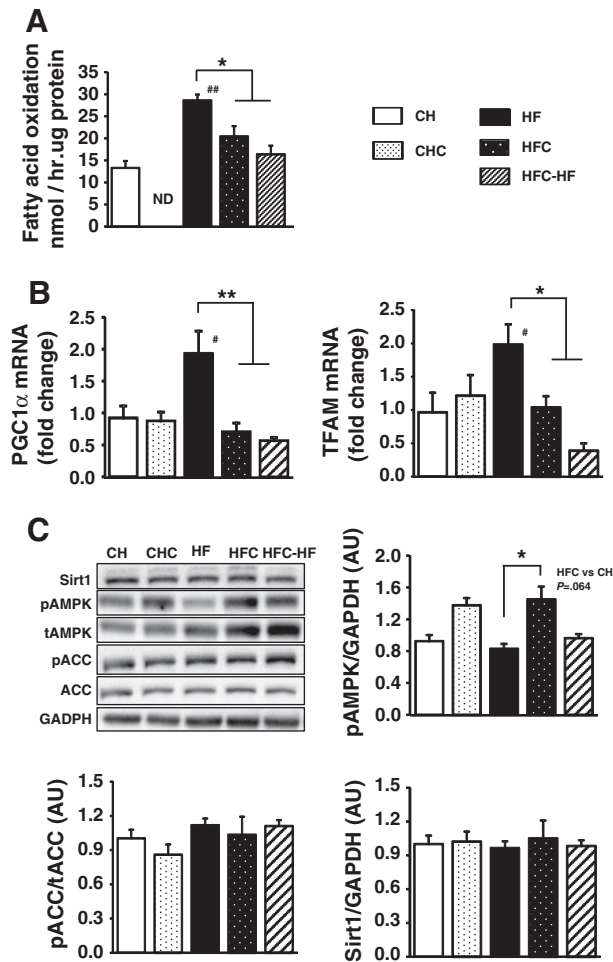 A
Fatty acid oxidation
nmol / hr.ug protein
35
30
25
20
15
10
5
0
ND
##
*
CH
CHC
HF
HFC
HFC-HF
B
PGC1α mRNA
(fold change)
2.5
2.0
1.5
1.0
0.5
0.0
**
#
TFAM mRNA
(fold change)
2.5
2.0
1.5
1.0
0.5
0.0
*
#
C
CH CHC HF HFC HFC-HF
Sirt1
pAMPK
tAMPK
pACC
ACC
GADPH
pAMPK/GAPDH (AU)
2.0
1.6
1.2
0.8
0.4
0.0
*
HFC vs CH
P=.064
pACC/tACC (AU)
1.5
1.2
0.9
0.6
0.3
0.0
Sirt1/GAPDH (AU)
1.5
1.2
0.9
0.6
0.3
0.0